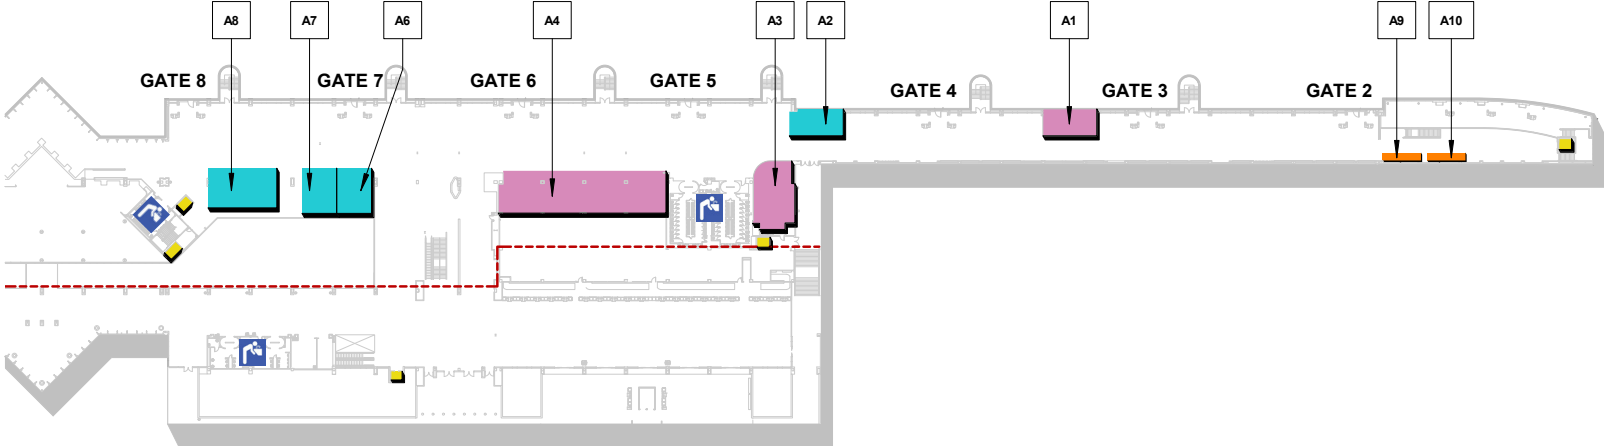 A8
A7
A6
A4
A3
A2
A1
A9
A10
GATE 8
GATE 7
GATE 6
GATE 5
GATE 4
GATE 3
GATE 2